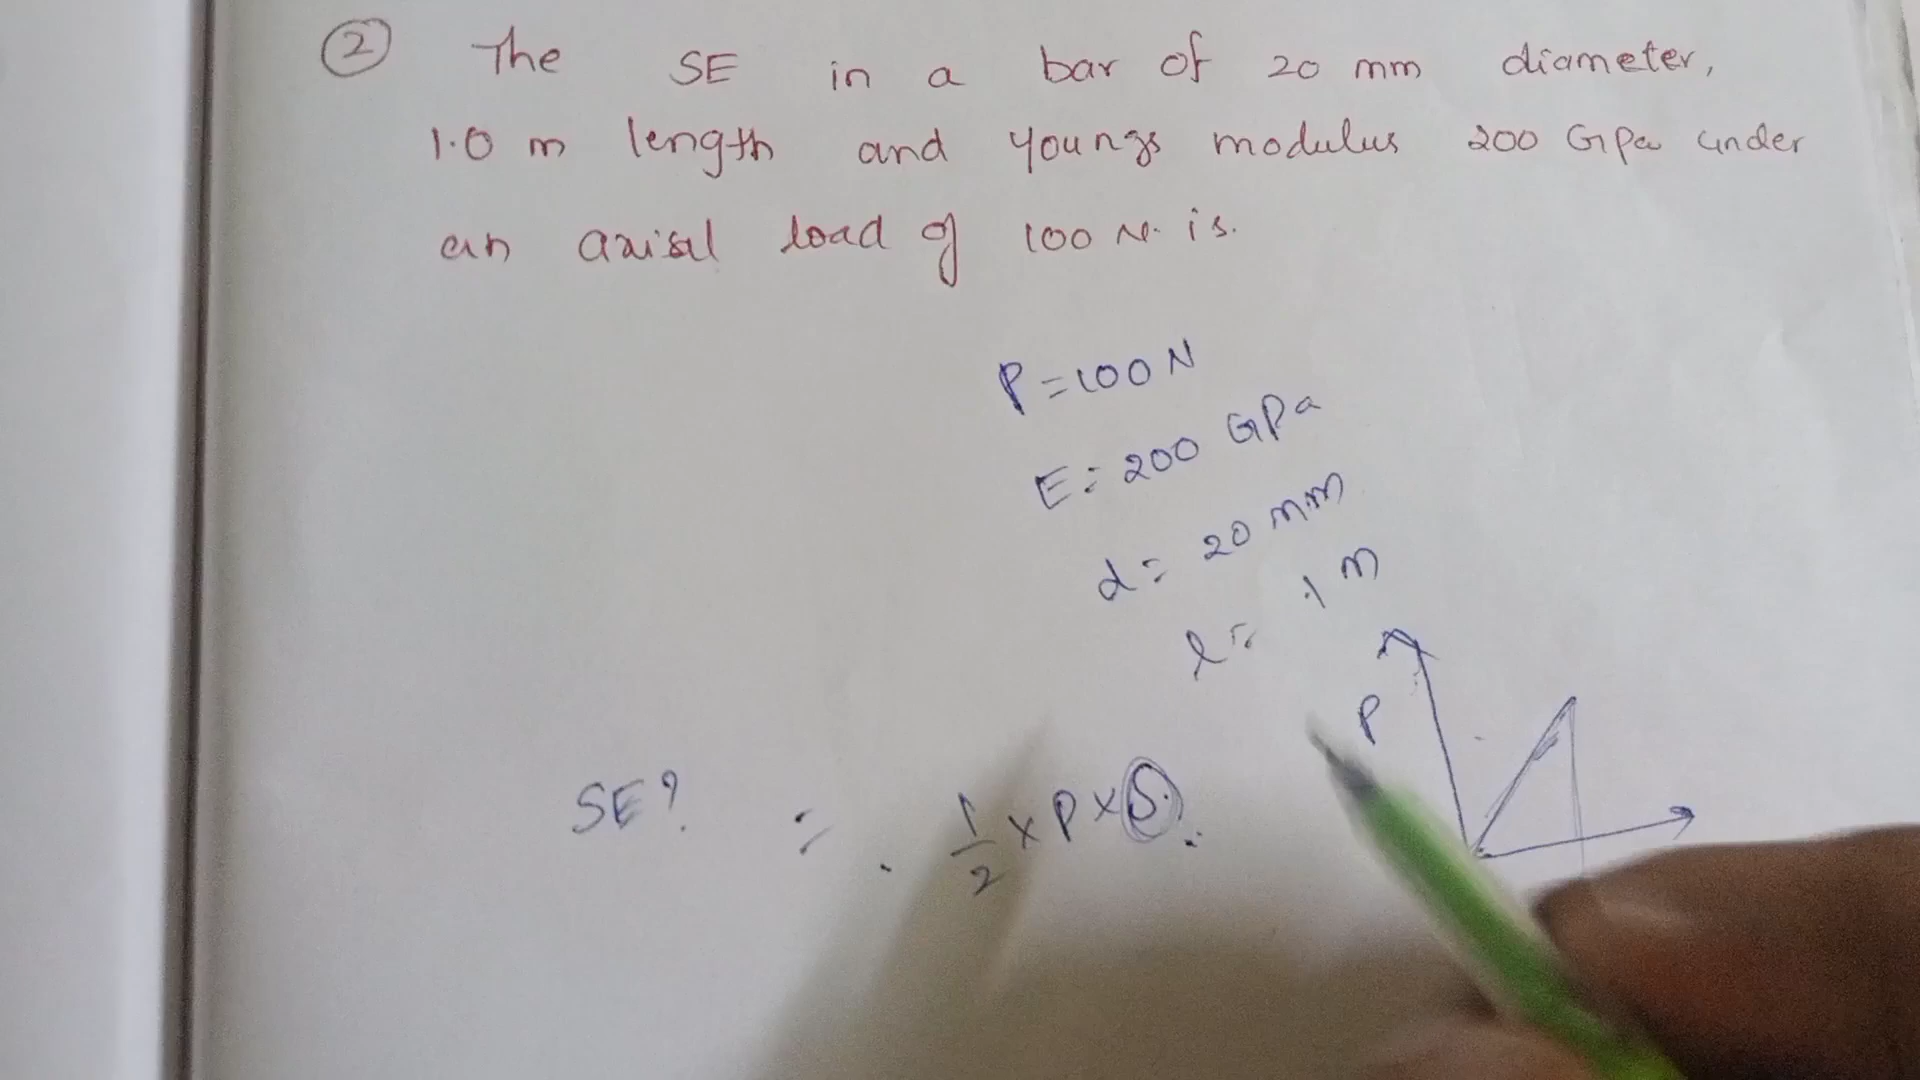 ② The SE in a bar of 20 mm diameter,
1.0 m length and youngs modulus 200 GPa under
an axial load of 100 N. is.
P = 100 N
E = 200 GPa
d = 20 mm
l = 1 m
P
SE? = 1/2 × P × S.